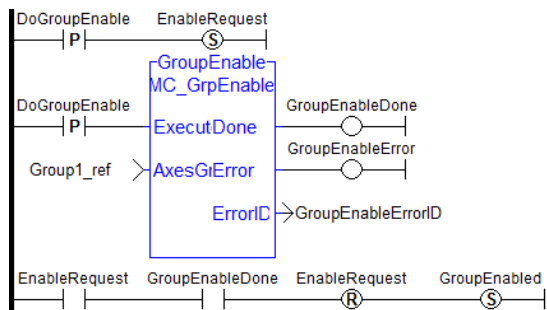 DoGroupEnable EnableRequest
P S
GroupEnable
MC_GrpEnable
DoGroupEnable GroupEnableDone
P ExecutDone
GroupEnableError
Group1_ref AxesGrError
ErrorID GroupEnableErrorID
EnableRequest GroupEnableDone EnableRequest GroupEnabled
R S